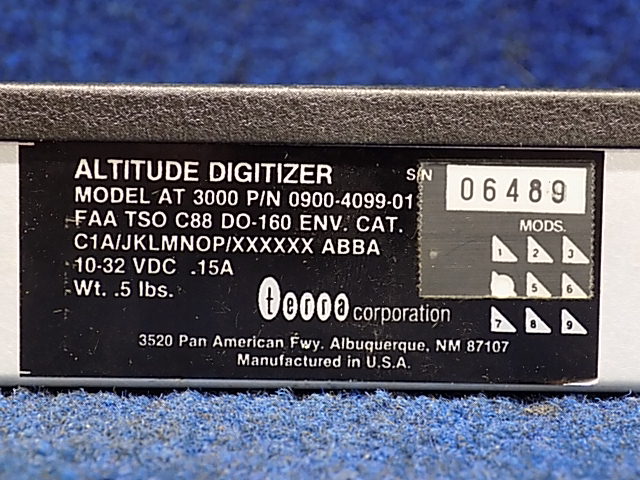 ALTITUDE DIGITIZER
S/N 06489
MODEL AT 3000 P/N 0900-4099-01
FAA TSO C88 DO-160 ENV. CAT.
C1A/JKLMNOP/XXXXXX ABBA
10-32 VDC .15A
Wt. .5 lbs.
MODS.
1 2 3
5 6
7 8 9
terra corporation
3520 Pan American Fwy. Albuquerque, NM 87107
Manufactured in U.S.A.